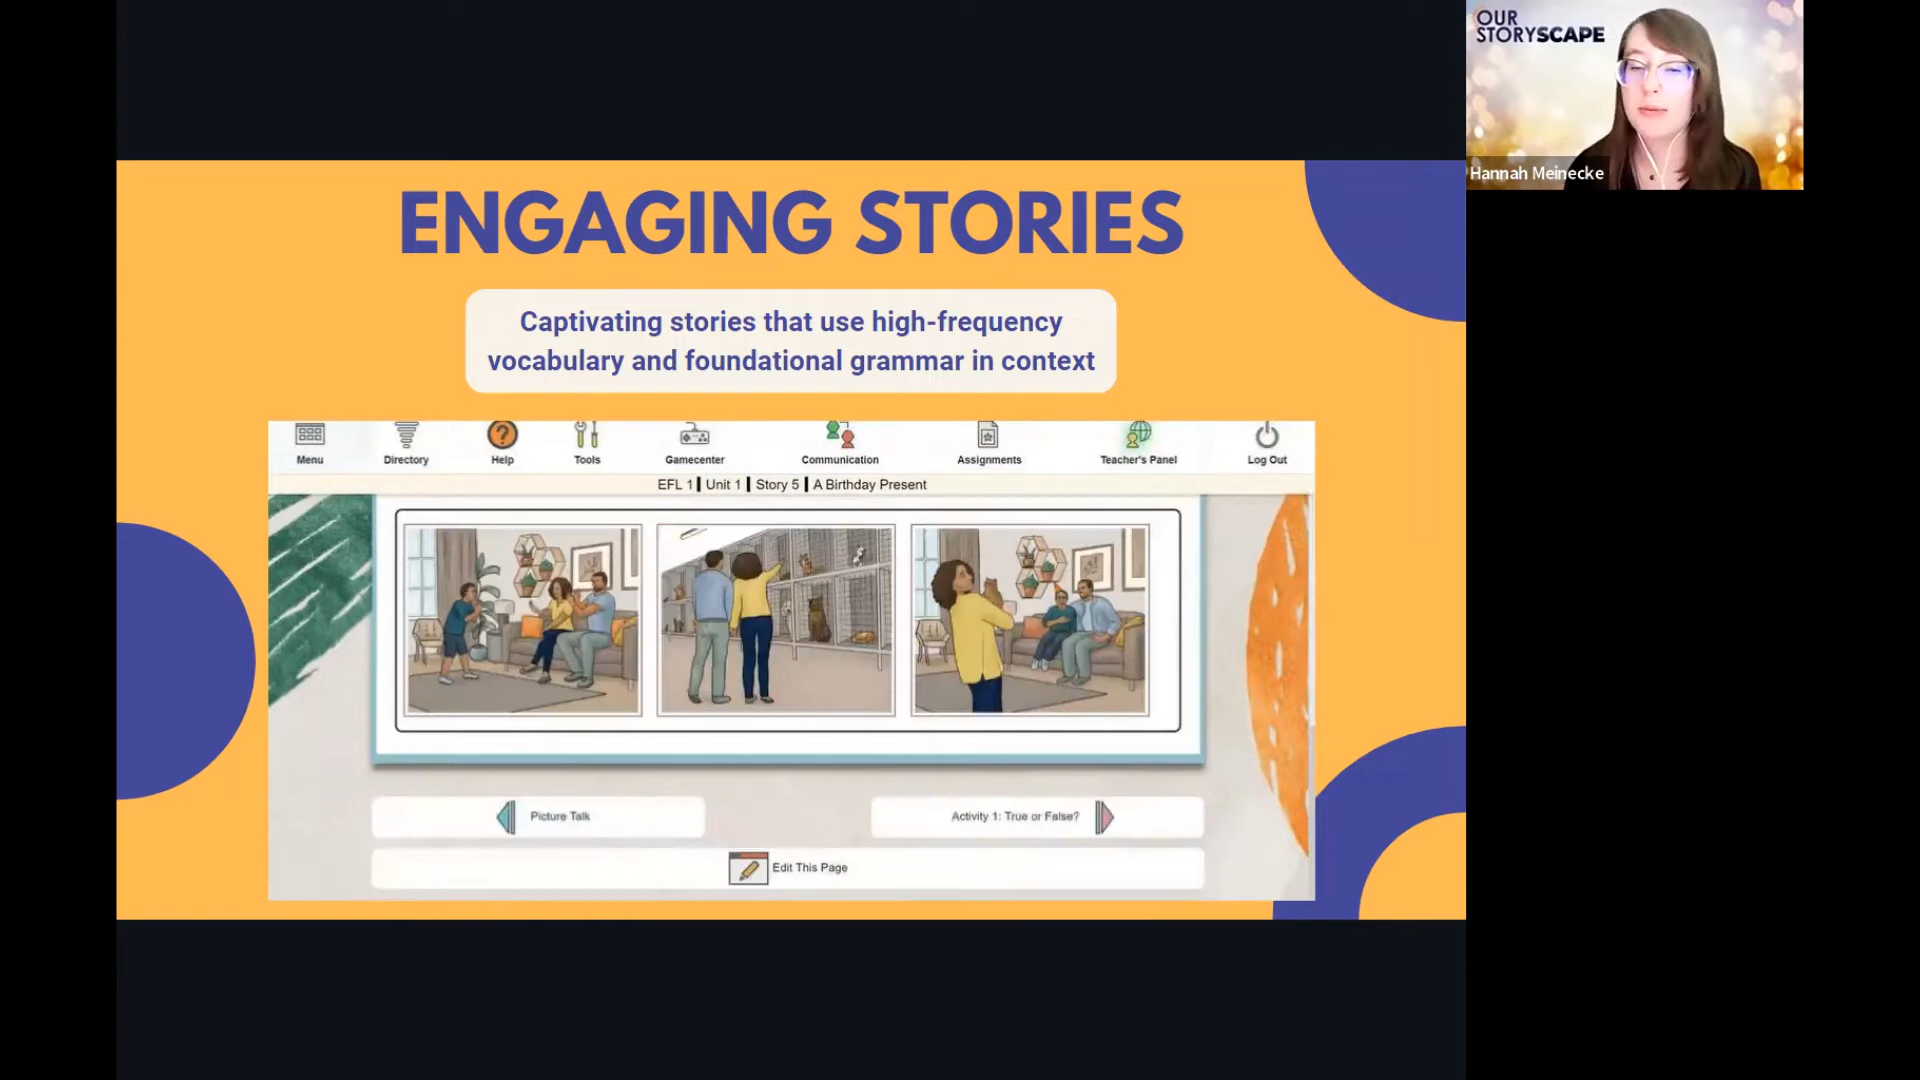 OUR
STORYSCAPE
Hannah Meinecke
ENGAGING STORIES
Captivating stories that use high-frequency
vocabulary and foundational grammar in context
Menu Directory Help Tools Gamecenter Communication Assignments Teacher's Panel Log Out
EFL 1 | Unit 1 | Story 5 | A Birthday Present
Picture Talk
Activity 1: True or False?
Edit This Page